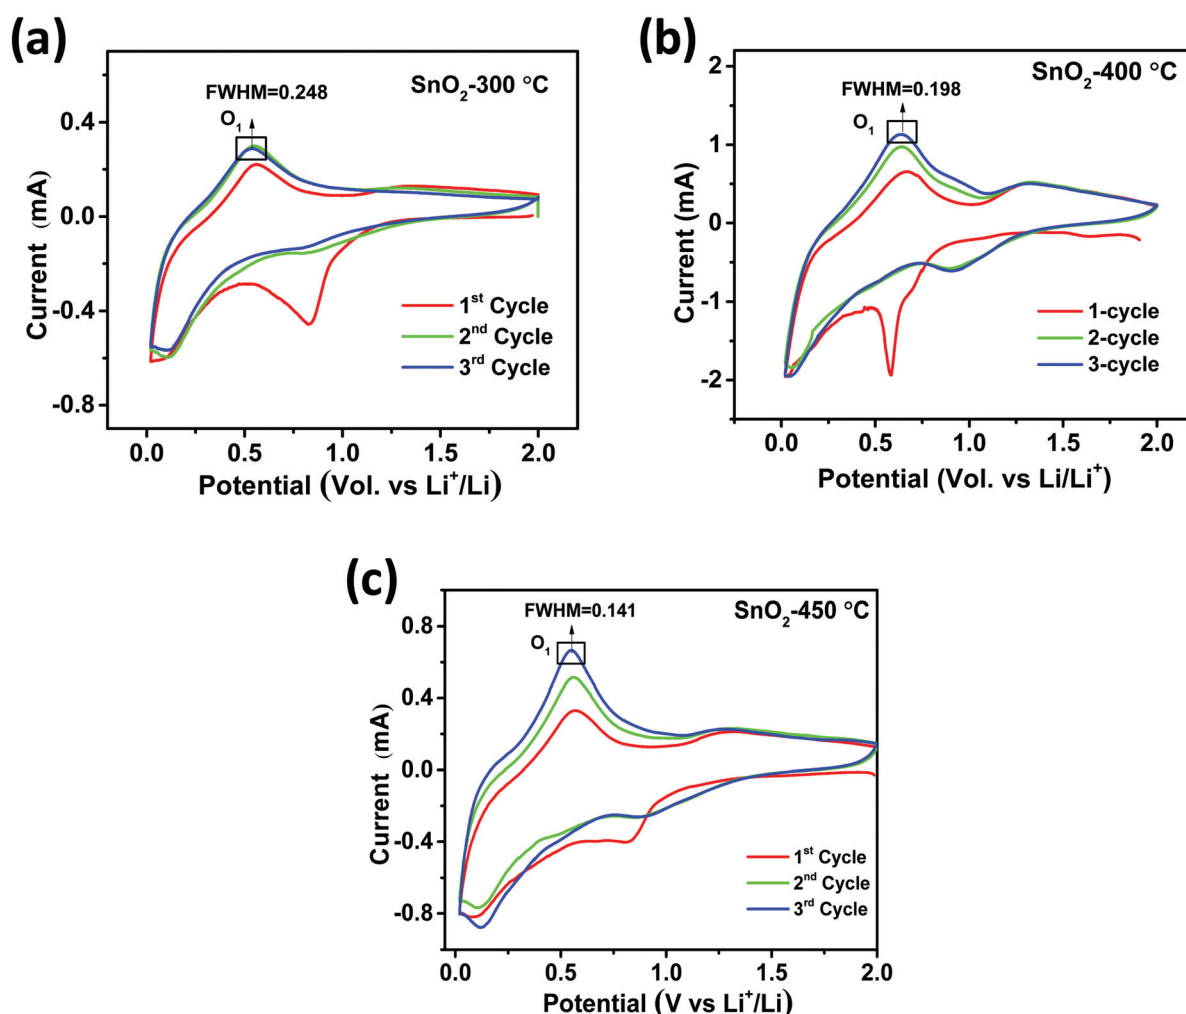 (a)
SnO₂-300 °C
FWHM=0.248
O₁
0.4
0.0
-0.4
-0.8
Current (mA)
1ˢᵗ Cycle
2ⁿᵈ Cycle
3ʳᵈ Cycle
0.0 0.5 1.0 1.5 2.0
Potential (Vol. vs Li⁺/Li)
(b)
SnO₂-400 °C
FWHM=0.198
O₁
2
1
0
-1
-2
Current (mA)
1-cycle
2-cycle
3-cycle
0.0 0.5 1.0 1.5 2.0
Potential (Vol. vs Li/Li⁺)
(c)
SnO₂-450 °C
FWHM=0.141
O₁
0.8
0.4
0.0
-0.4
-0.8
Current (mA)
1ˢᵗ Cycle
2ⁿᵈ Cycle
3ʳᵈ Cycle
0.0 0.5 1.0 1.5 2.0
Potential (V vs Li⁺/Li)